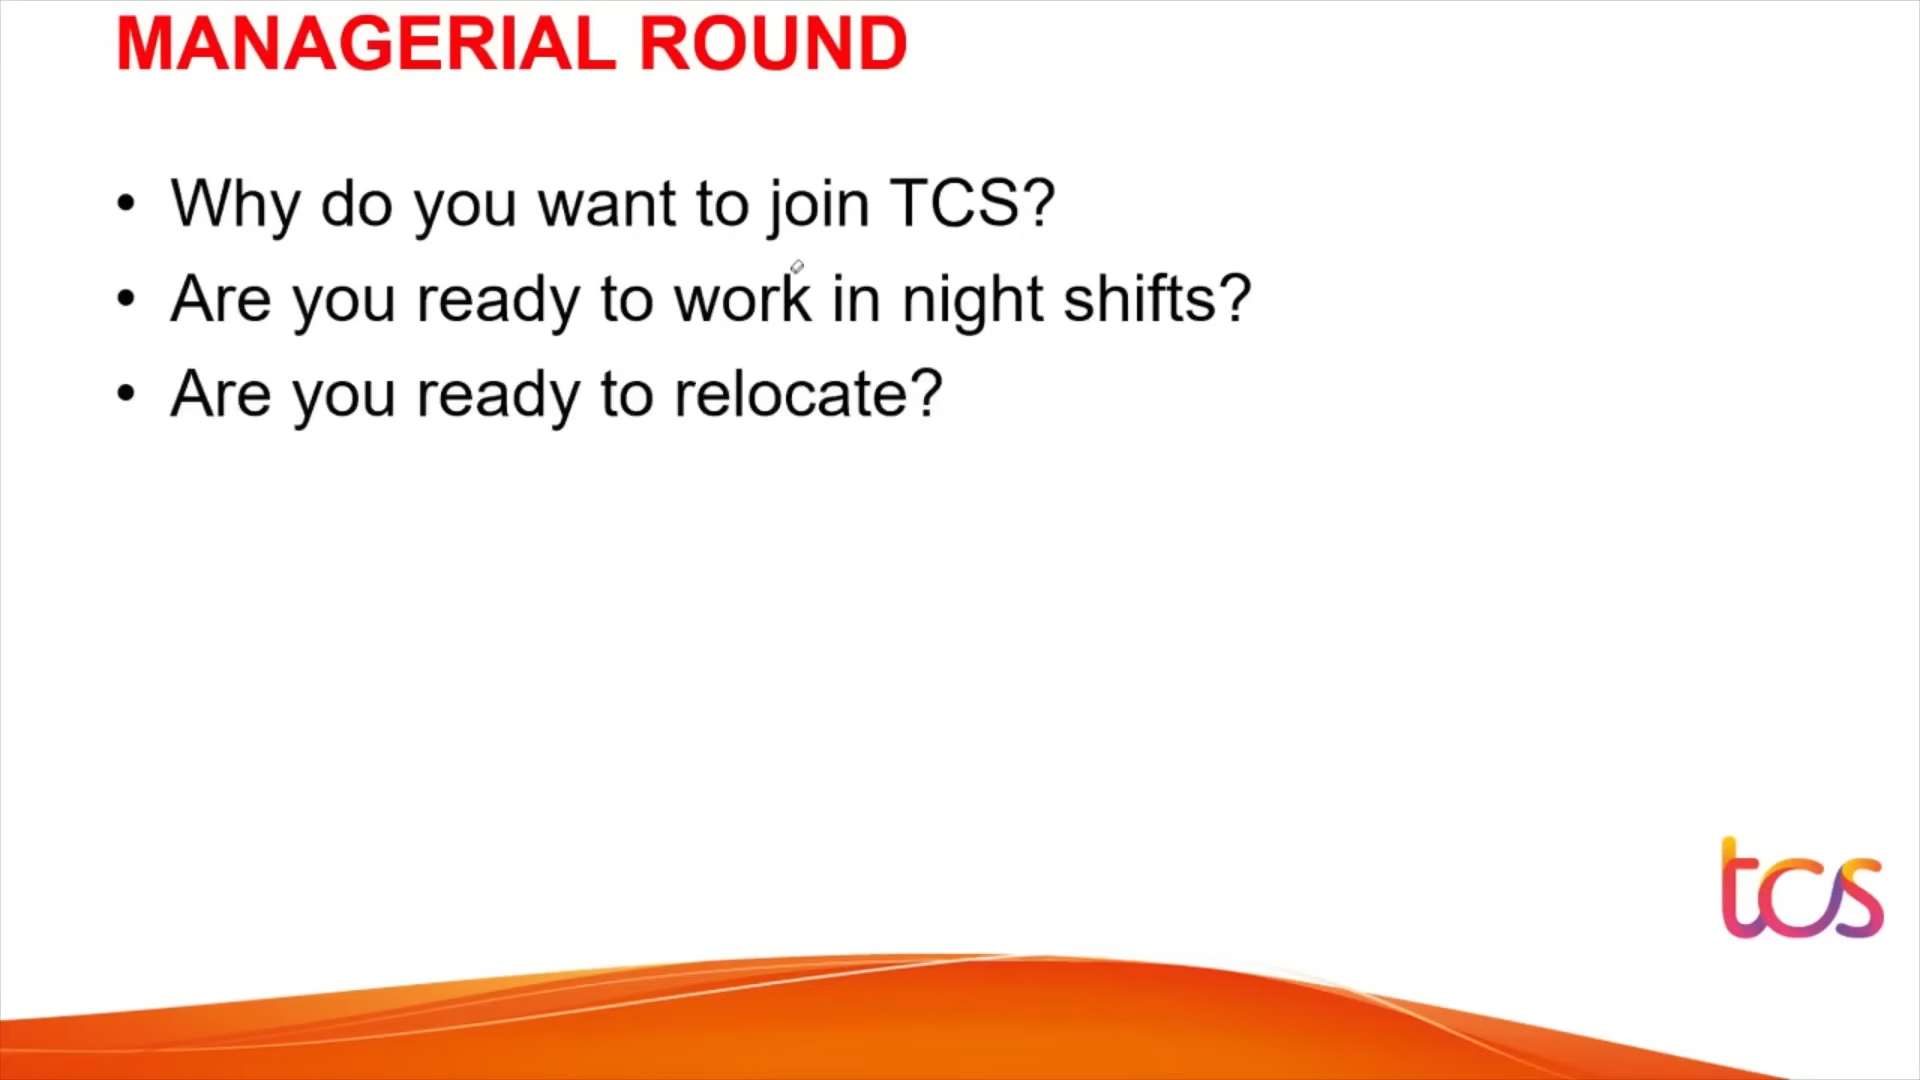 MANAGERIAL ROUND
• Why do you want to join TCS?
• Are you ready to work in night shifts?
• Are you ready to relocate?
tcs